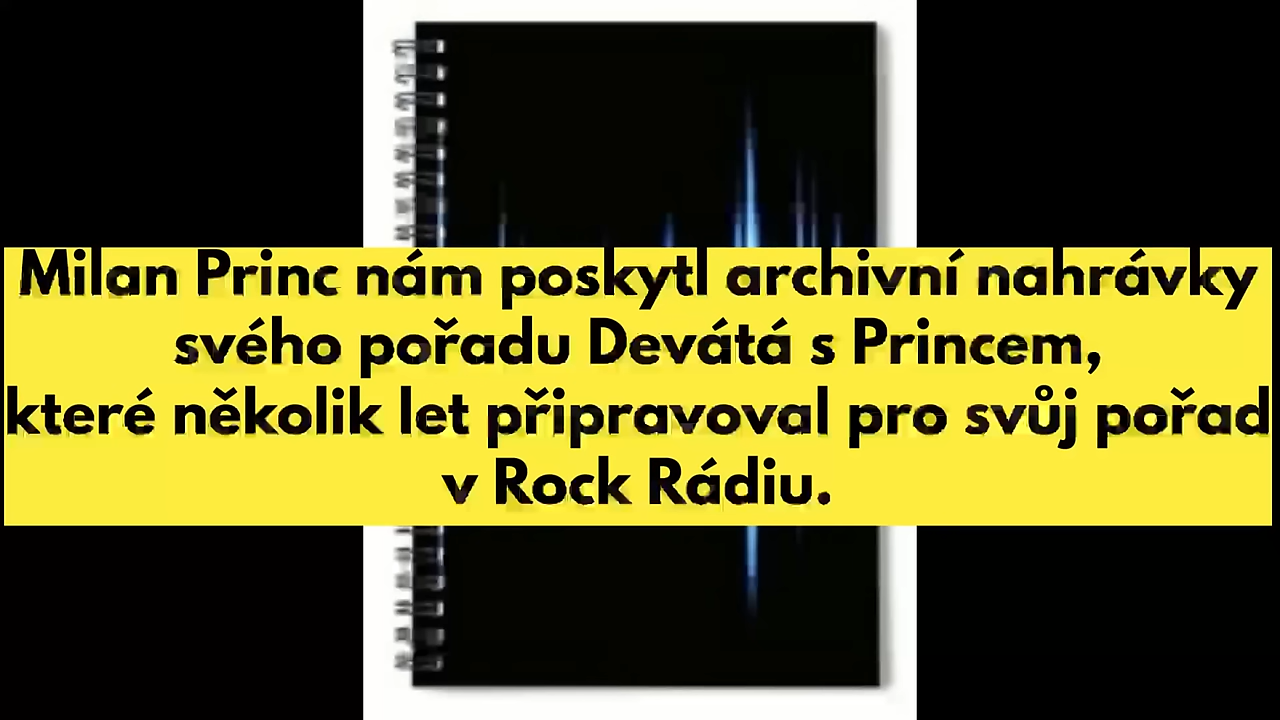 Milan Princ nám poskytl archivní nahrávky
svého pořadu Devátá s Princem,
které několik let připravoval pro svůj pořad
v Rock Rádiu.